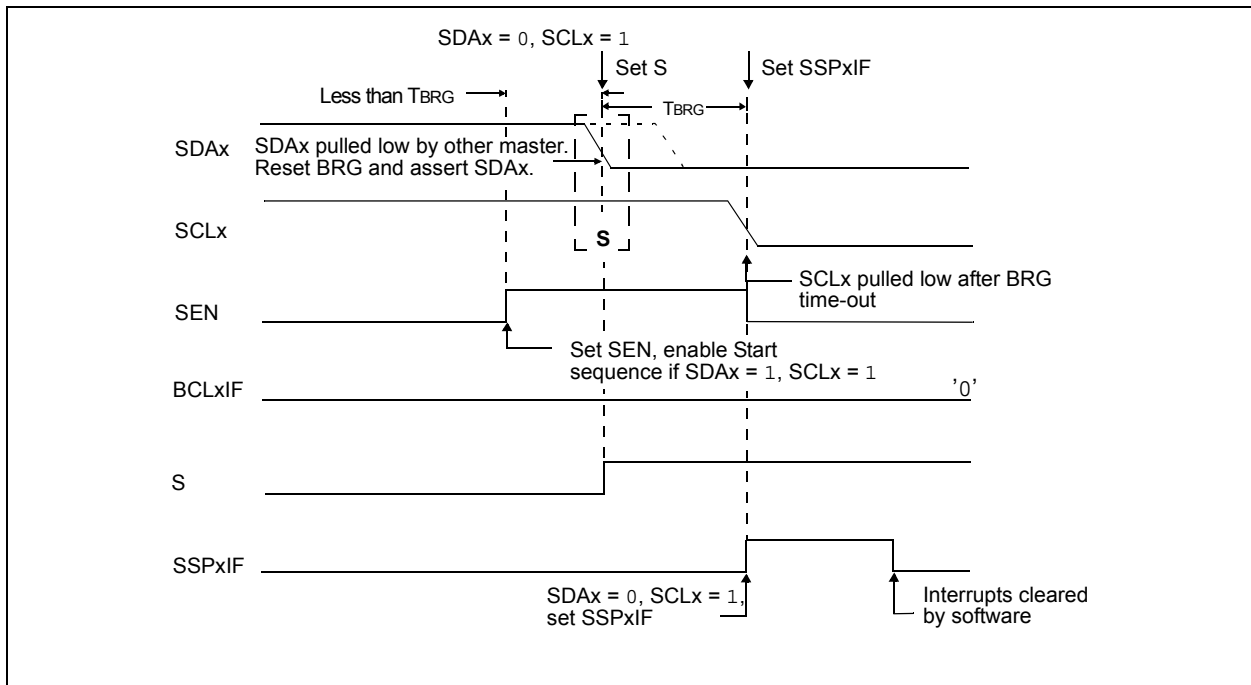 SDAx = 0, SCLx = 1
Set S
Set SSPxIF
Less than TBRG
TBRG
SDAx
SDAx pulled low by other master.
Reset BRG and assert SDAx.
SCLx
S
SCLx pulled low after BRG
time-out
SEN
Set SEN, enable Start
sequence if SDAx = 1, SCLx = 1
BCLxIF
'0'
S
SSPxIF
SDAx = 0, SCLx = 1,
set SSPxIF
Interrupts cleared
by software